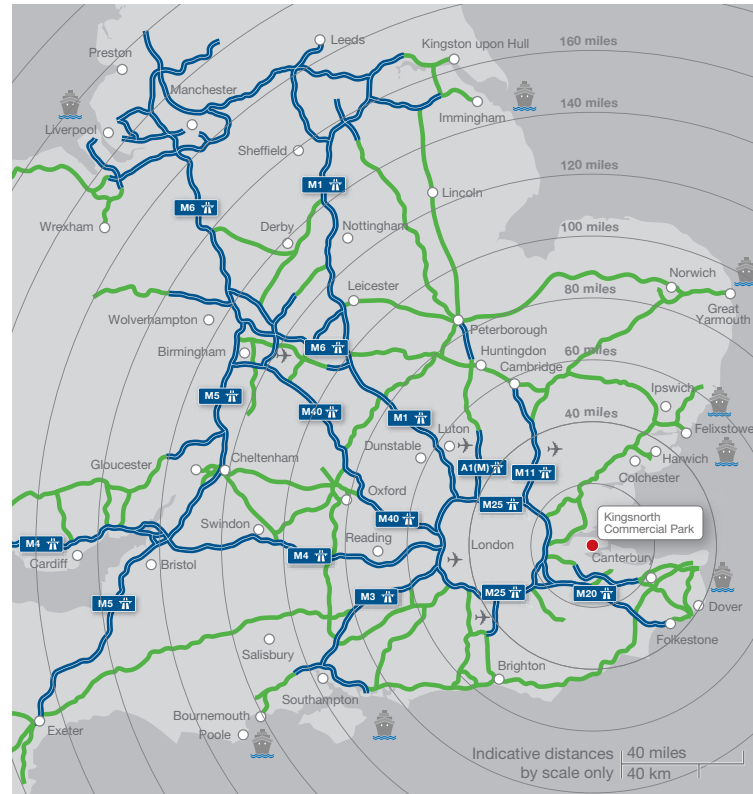 Leeds
160 miles
Kingston upon Hull
Preston
Manchester
140 miles
Immingham
Liverpool
Sheffield
120 miles
M1
Lincoln
M6
Wrexham
Derby
Nottingham
100 miles
Norwich
Leicester
80 miles
Great
Yarmouth
Wolverhampton
Peterborough
M6
Birmingham
Huntingdon
60 miles
Cambridge
Ipswich
M5
M40
M1
40 miles
Luton
Felixstowe
Dunstable
Harwich
Gloucester
Cheltenham
A1(M)
M11
Colchester
Oxford
M25
Kingsnorth
Commercial Park
M40
Swindon
Reading
London
M4
Cardiff
M4
Canterbury
Bristol
M5
M3
M25
M20
Dover
Folkestone
Salisbury
Brighton
Southampton
Bournemouth
Exeter
Poole
Indicative distances
by scale only
40 miles
40 km